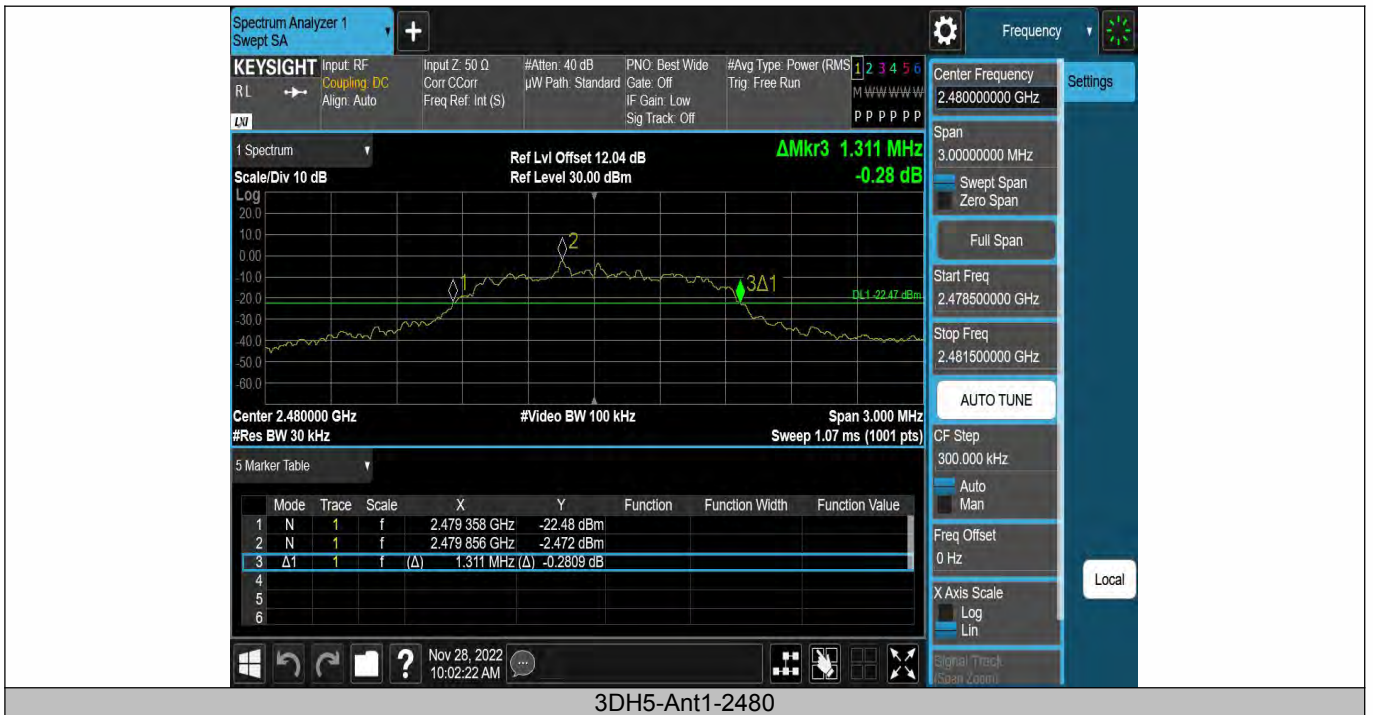 Spectrum Analyzer 1
Swept SA
+
Frequency
KEYSIGHT
RL
LXI
Input: RF
Coupling: DC
Align: Auto
Input Z: 50 Ω
Corr CCorr
Freq Ref: Int (S)
#Atten: 40 dB
µW Path: Standard
PNO: Best Wide
Gate: Off
IF Gain: Low
Sig Track: Off
#Avg Type: Power (RMS
Trig: Free Run
1 2 3 4 5 6
M W W W W W
P P P P P P
1 Spectrum
Scale/Div 10 dB
Ref Lvl Offset 12.04 dB
Ref Level 30.00 dBm
ΔMkr3 1.311 MHz
-0.28 dB
Log
20.0
10.0
0.00
-10.0
-20.0
-30.0
-40.0
-50.0
-60.0
1
2
3Δ1
DL1 -22.47 dBm
Center 2.480000 GHz
#Video BW 100 kHz
Span 3.000 MHz
#Res BW 30 kHz
Sweep 1.07 ms (1001 pts)
5 Marker Table
Mode Trace Scale X Y Function Function Width Function Value
1 N 1 f 2.479 358 GHz -22.48 dBm
2 N 1 f 2.479 856 GHz -2.472 dBm
3 Δ1 1 f (Δ) 1.311 MHz (Δ) -0.2809 dB
4
5
6
Nov 28, 2022
10:02:22 AM
?
Center Frequency
2.480000000 GHz
Span
3.00000000 MHz
Swept Span
Zero Span
Full Span
Start Freq
2.478500000 GHz
Stop Freq
2.481500000 GHz
AUTO TUNE
CF Step
300.000 kHz
Auto
Man
Freq Offset
0 Hz
X Axis Scale
Log
Lin
Signal Track
(Span Zoom)
Settings
Local
3DH5-Ant1-2480